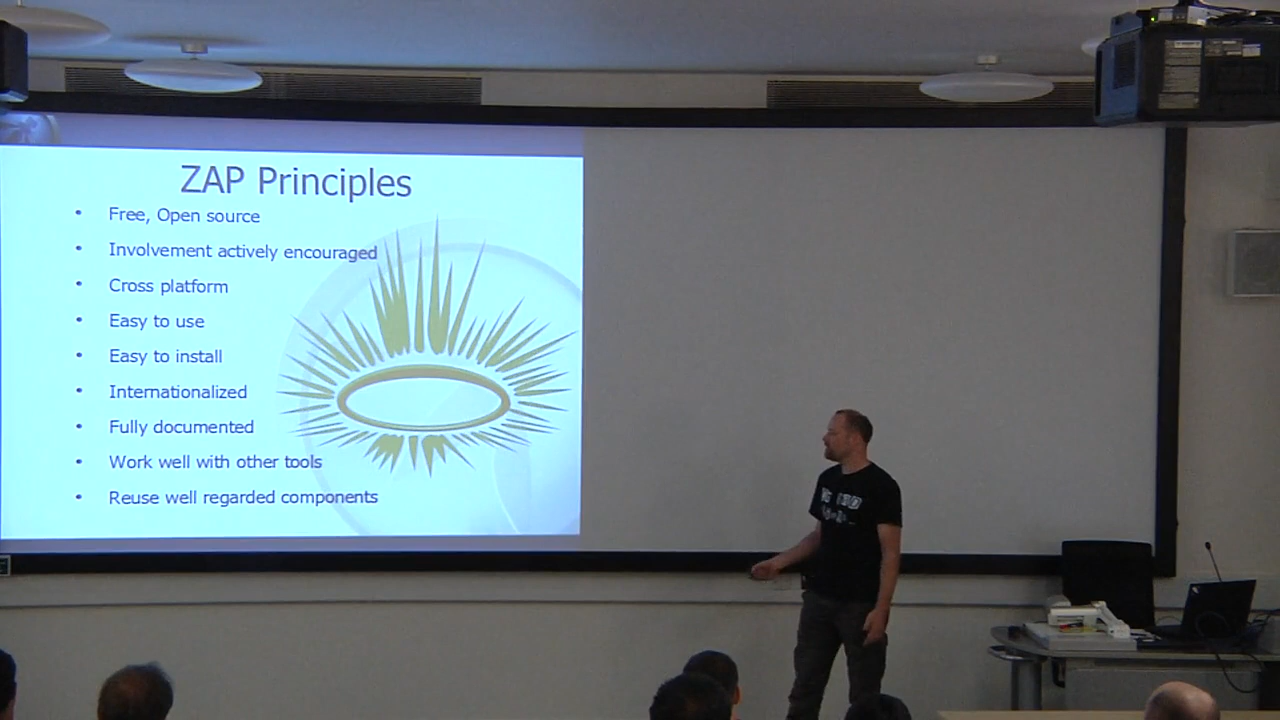 ZAP Principles
• Free, Open source
• Involvement actively encouraged
• Cross platform
• Easy to use
• Easy to install
• Internationalized
• Fully documented
• Work well with other tools
• Reuse well regarded components